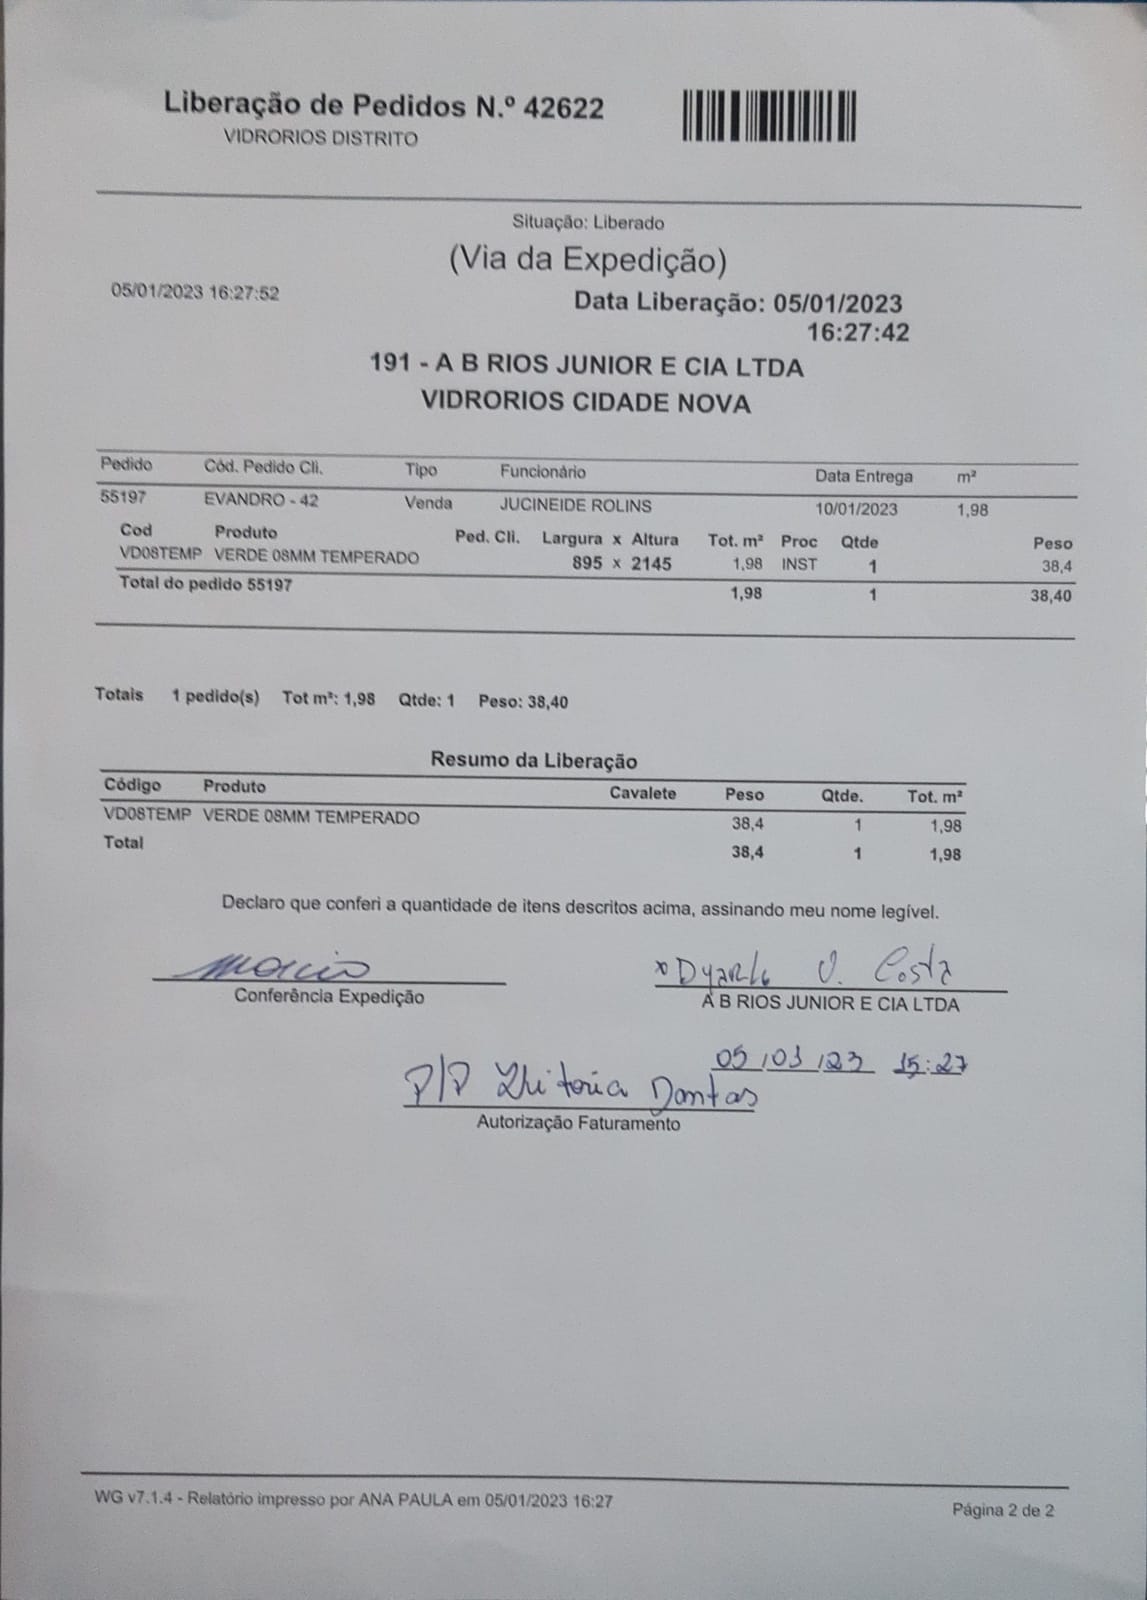 Liberação de Pedidos N.º 42622
VIDRORIOS DISTRITO
Situação: Liberado
(Via da Expedição)
05/01/2023 16:27:52
Data Liberação: 05/01/2023
16:27:42
191 - A B RIOS JUNIOR E CIA LTDA
VIDRORIOS CIDADE NOVA
Pedido Cód. Pedido Cli. Tipo Funcionário Data Entrega m²
55197 EVANDRO - 42 Venda JUCINEIDE ROLINS 10/01/2023 1,98
Cod Produto Ped. Cli. Largura x Altura Tot. m² Proc Qtde Peso
VD08TEMP VERDE 08MM TEMPERADO 895 x 2145 1,98 INST 1 38,4
Total do pedido 55197 1,98 1 38,40
Totais 1 pedido(s) Tot m²: 1,98 Qtde: 1 Peso: 38,40
Resumo da Liberação
Código Produto Cavalete Peso Qtde. Tot. m²
VD08TEMP VERDE 08MM TEMPERADO 38,4 1 1,98
Total 38,4 1 1,98
Declaro que conferi a quantidade de itens descritos acima, assinando meu nome legível.
marcio
Conferência Expedição
x V. Costa
A B RIOS JUNIOR E CIA LTDA
05/03/23 15:27
P/P Dantas
Autorização Faturamento
WG v7.1.4 - Relatório impresso por ANA PAULA em 05/01/2023 16:27
Página 2 de 2